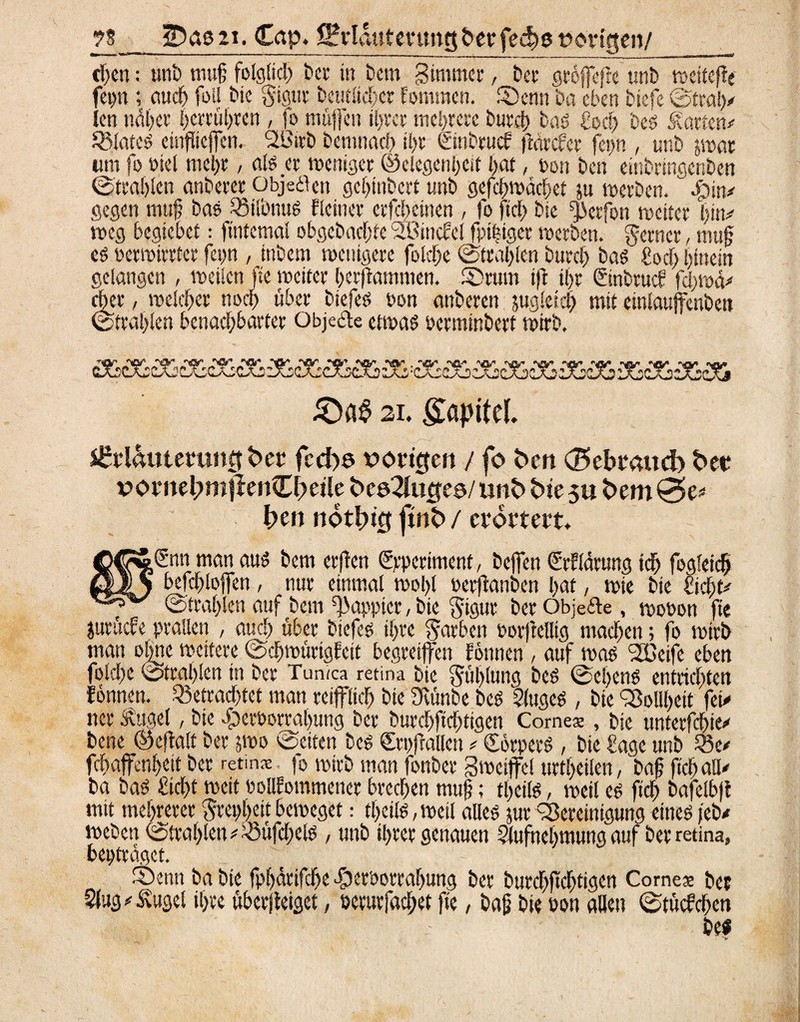 78 Das 21. Cap. Erläuterung der sechs vorigen/
chen: und muß folglich der in dem Zimmer, der grösseste und weiteste
seyn; auch soll die Figur deutlicher kommen. Denn da eben diese Strah-
len näher herrühren, so müssen ihrer mehrere durch das Loch des Karten-
Blates einfliessen. Wird demnach ihr Eindruck stärcker seyn, und zwar
um so viel mehr, als er weniger Gelegenheit hat, von den eindringenden
Strahlen anderer Objecten gehindert und geschwächet zu werden. Hin-
gegen muß das Bildnus kleiner erscheinen, so sich die Person weiter hin-
weg begiebet: sintemal obgedachte Winckel spitziger werden. Ferner, muß
es verwirrter seyn, indem wenigere solche Strahlen durch das Loch hinein
gelangen, weilen sie weiter herstammen. Drum ist ihr Eindruck schwä-
cher, welcher noch über dieses von anderen zugleich mit einlauffenden
Strahlen benachbarter Objecte etwas vermindert wird.
Das 21. Capitel.
Erläuterung der sechs vorigen / so den Gebrauch der
vornehmsten Theile des Auges/ und die zu dem Se-
hen nöthig sind / erörtert.
WEnn man aus dem ersten Experiment, dessen Erklärung ich sogleich
beschlossen, nur einmal wohl verstanden hat, wie die Licht-
Strahlen auf dem Pappier, die Figur der Objecte, wovon sie
zurücke prallen, auch über dieses ihre Farben vorstellig machen; so wird
man ohne weitere Schwürigkeit begreiffen können, auf was Weise eben
solche Strahlen in der Tunica retina die Fühlung des Sehens entrichten
können. Betrachtet man reifflich die Ründe des Auges, die Vollheit sei-
ner Kugel, die Hervorrahung der durchsichtigen Corneæ, die unterschie-
dene Gestalt der zwo Seiten des Crystallen-Cörpers, die Lage und Be-
schaffenheit der retinæ, so wird man sonder Zweiffel urtheilen, daß sich all-
da das Licht weit vollkommener brechen muß; theils, weil es sich daselbst
mit mehrerer Freyheit beweget: theils, weil alles zur Vereinigung eines jed-
weden Strahlen-Büschels, und ihrer genauen Aufnehmung auf der retina,
beyträget.
Denn da die sphärische Hervorrahung der durchsichtigen Corneæ der
Aug-Kugel ihre übersteiget, verursachet sie, daß die von allen Stückchen
des